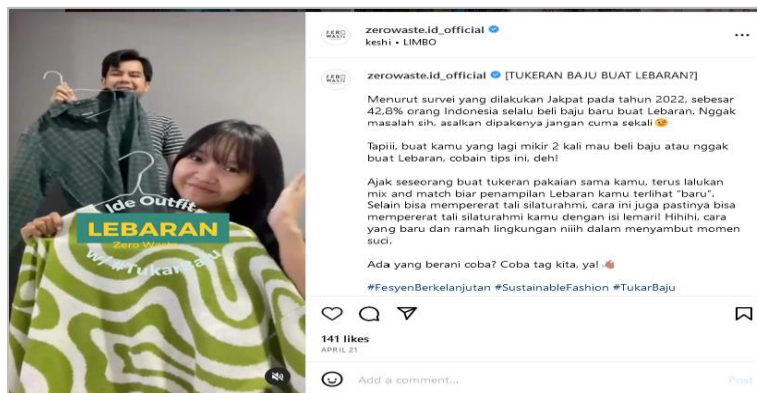 ZERO
WASTE
zerowaste.id_official
keshi • LIMBO
Ide Outfit
LEBARAN
Zero Waste
w/#TukarBaju
ZERO
WASTE
zerowaste.id_official [TUKERAN BAJU BUAT LEBARAN?]
Menurut survei yang dilakukan Jakpat pada tahun 2022, sebesar
42,8% orang Indonesia selalu beli baju baru buat Lebaran. Nggak
masalah sih, asalkan dipakenya jangan cuma sekali
Tapiii, buat kamu yang lagi mikir 2 kali mau beli baju atau nggak
buat Lebaran, cobain tips ini, deh!
Ajak seseorang buat tukeran pakaian sama kamu, terus lalukan
mix and match biar penampilan Lebaran kamu terlihat "baru".
Selain bisa mempererat tali silaturahmi, cara ini juga pastinya bisa
mempererat tali silaturahmi kamu dengan isi lemari! Hihihi, cara
yang baru dan ramah lingkungan niiih dalam menyambut momen
suci.
Ada yang berani coba? Coba tag kita, ya!
#FesyenBerkelanjutan #SustainableFashion #TukarBaju
141 likes
APRIL 21
Add a comment...
Post